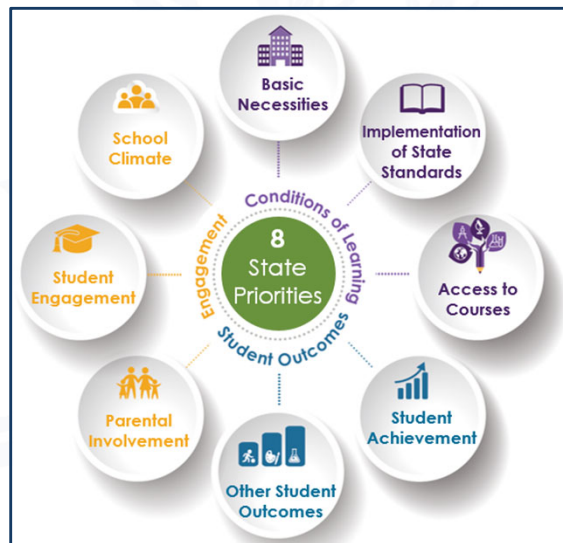 Basic
Necessities
Implementation
of State
Standards
Access to
Courses
Student
Achievement
Other Student
Outcomes
Parental
Involvement
Student
Engagement
School
Climate
Conditions of Learning
Engagement
Student Outcomes
8
State
Priorities